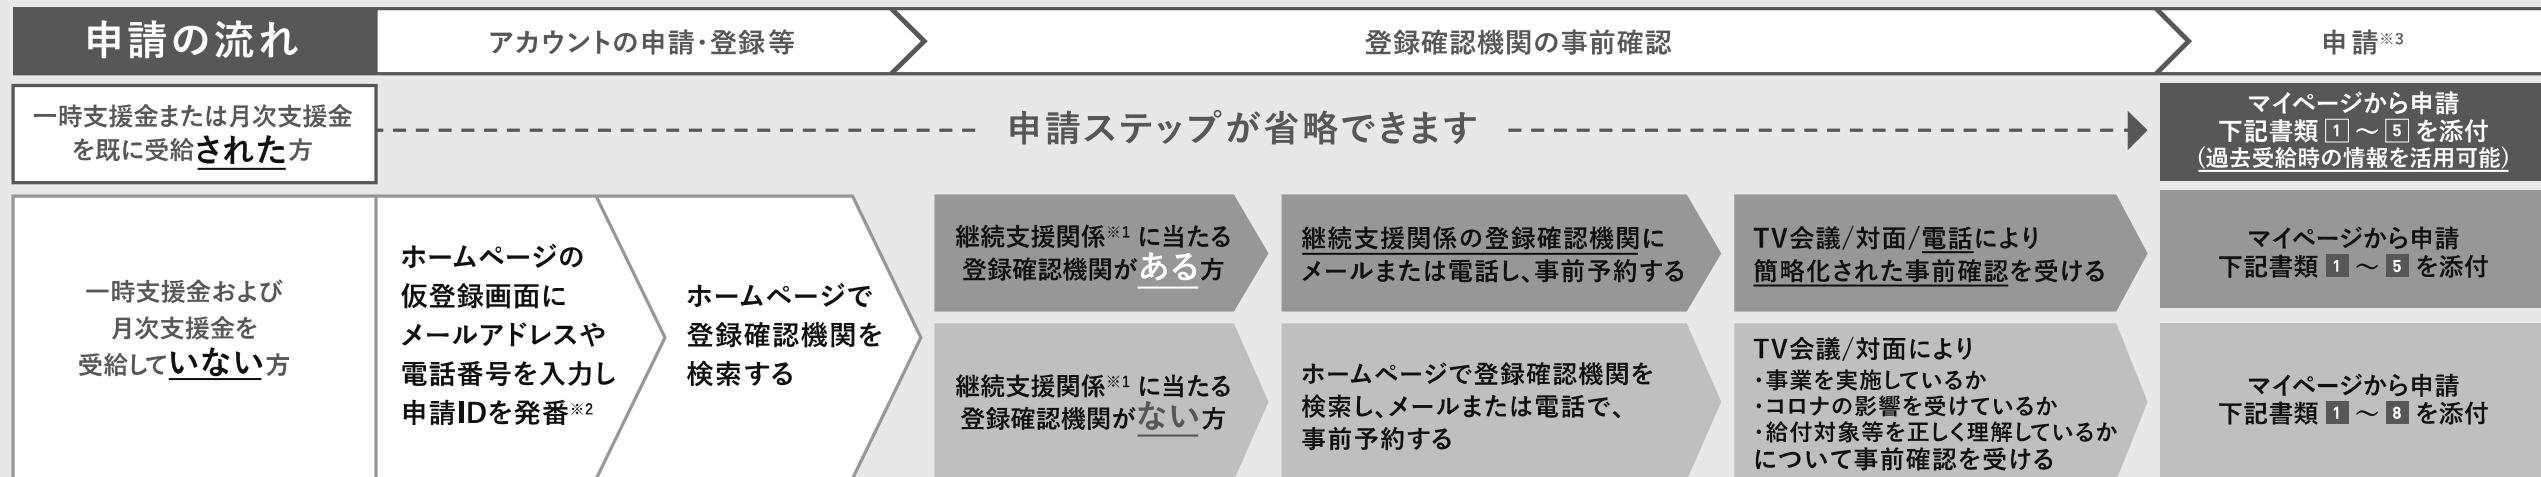 申請の流れ
アカウントの申請・登録等
登録確認機関の事前確認
申請※3
一時支援金または月次支援金
を既に受給された方
申請ステップが省略できます
マイページから申請
下記書類 1 ～ 5 を添付
(過去受給時の情報を活用可能)
一時支援金および
月次支援金を
受給していない方
ホームページの
仮登録画面に
メールアドレスや
電話番号を入力し
申請IDを発番※2
ホームページで
登録確認機関を
検索する
継続支援関係※1 に当たる
登録確認機関がある方
継続支援関係の登録確認機関に
メールまたは電話し、事前予約する
TV会議/対面/電話により
簡略化された事前確認を受ける
マイページから申請
下記書類 1 ～ 5 を添付
継続支援関係※1 に当たる
登録確認機関がない方
ホームページで登録確認機関を
検索し、メールまたは電話で、
事前予約する
TV会議/対面により
・事業を実施しているか
・コロナの影響を受けているか
・給付対象等を正しく理解しているか
について事前確認を受ける
マイページから申請
下記書類 1 ～ 8 を添付